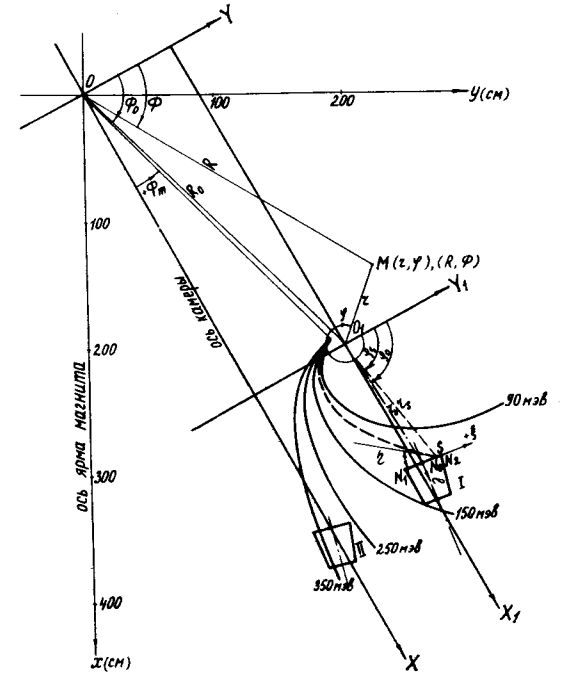 Y
O
100
200
y(см)
Φ₀
Φ
R
R₀
+Φm
100
M(r,φ),(R,Φ)
r
Y₁
φ
O₁
ось камеры
200
90 мэв
ось ярма магнита
S
+ξ
η
N₁
N₂
I
300
150 мэв
250 мэв
II
350 мэв
X₁
400
x(см)
X